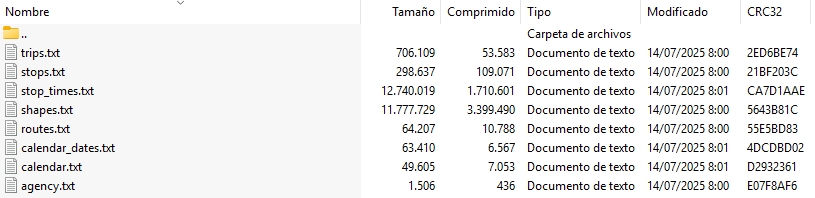 Nombre Tamaño Comprimido Tipo Modificado CRC32
.. Carpeta de archivos
trips.txt 706.109 53.583 Documento de texto 14/07/2025 8:00 2ED6BE74
stops.txt 298.637 109.071 Documento de texto 14/07/2025 8:00 21BF203C
stop_times.txt 12.740.019 1.710.601 Documento de texto 14/07/2025 8:01 CA7D1AAE
shapes.txt 11.777.729 3.399.490 Documento de texto 14/07/2025 8:00 5643B81C
routes.txt 64.207 10.788 Documento de texto 14/07/2025 8:00 55E5BD83
calendar_dates.txt 63.410 6.567 Documento de texto 14/07/2025 8:01 4DCDBD02
calendar.txt 49.605 7.053 Documento de texto 14/07/2025 8:01 D2932361
agency.txt 1.506 436 Documento de texto 14/07/2025 8:00 E07F8AF6